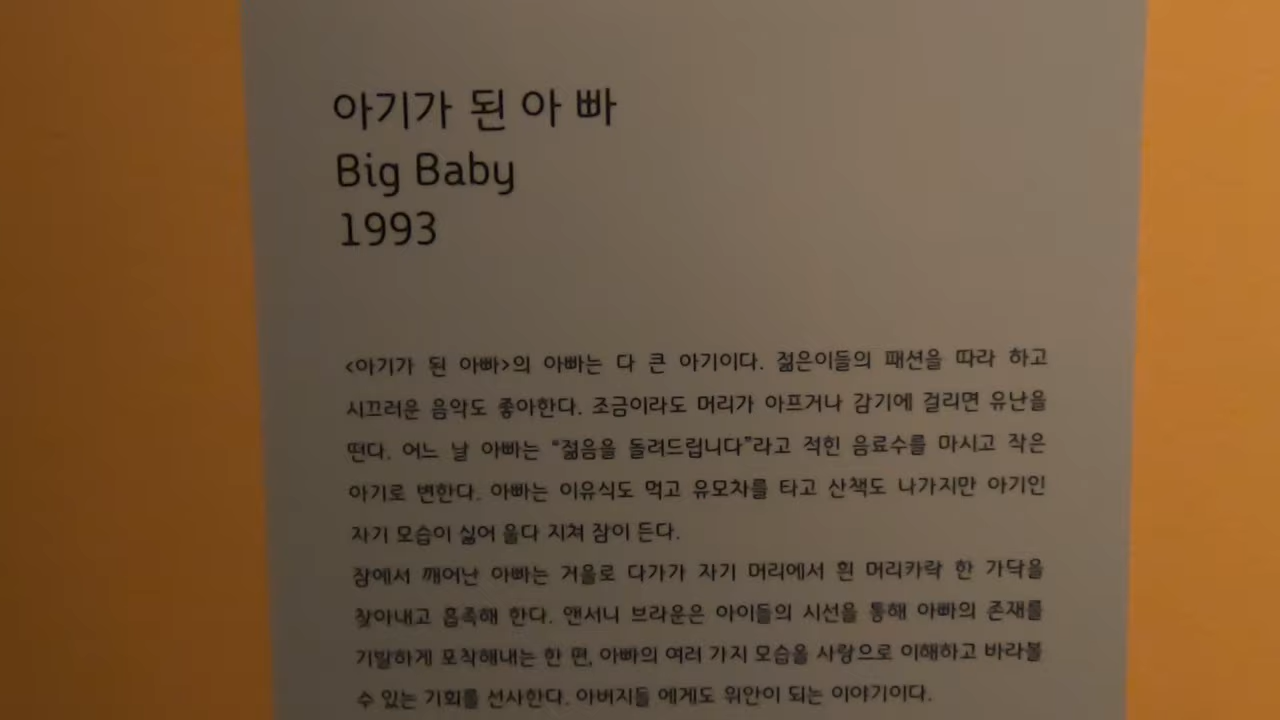 아기가 된 아 빠
Big Baby
1993
<아기가 된 아빠>의 아빠는 다 큰 아기이다. 젊은이들의 패션을 따라 하고
시끄러운 음악도 좋아한다. 조금이라도 머리가 아프거나 감기에 걸리면 유난을
떤다. 어느 날 아빠는 “젊음을 돌려드립니다”라고 적힌 음료수를 마시고 작은
아기로 변한다. 아빠는 이유식도 먹고 유모차를 타고 산책도 나가지만 아기인
자기 모습이 싫어 울다 지쳐 잠이 든다.
잠에서 깨어난 아빠는 거울로 다가가 자기 머리에서 흰 머리카락 한 가닥을
찾아내고 흡족해 한다. 앤서니 브라운은 아이들의 시선을 통해 아빠의 존재를
기발하게 포착해내는 한 편, 아빠의 여러 가지 모습을 사랑으로 이해하고 바라볼
수 있는 기회를 선사한다. 아버지들 에게도 위안이 되는 이야기이다.